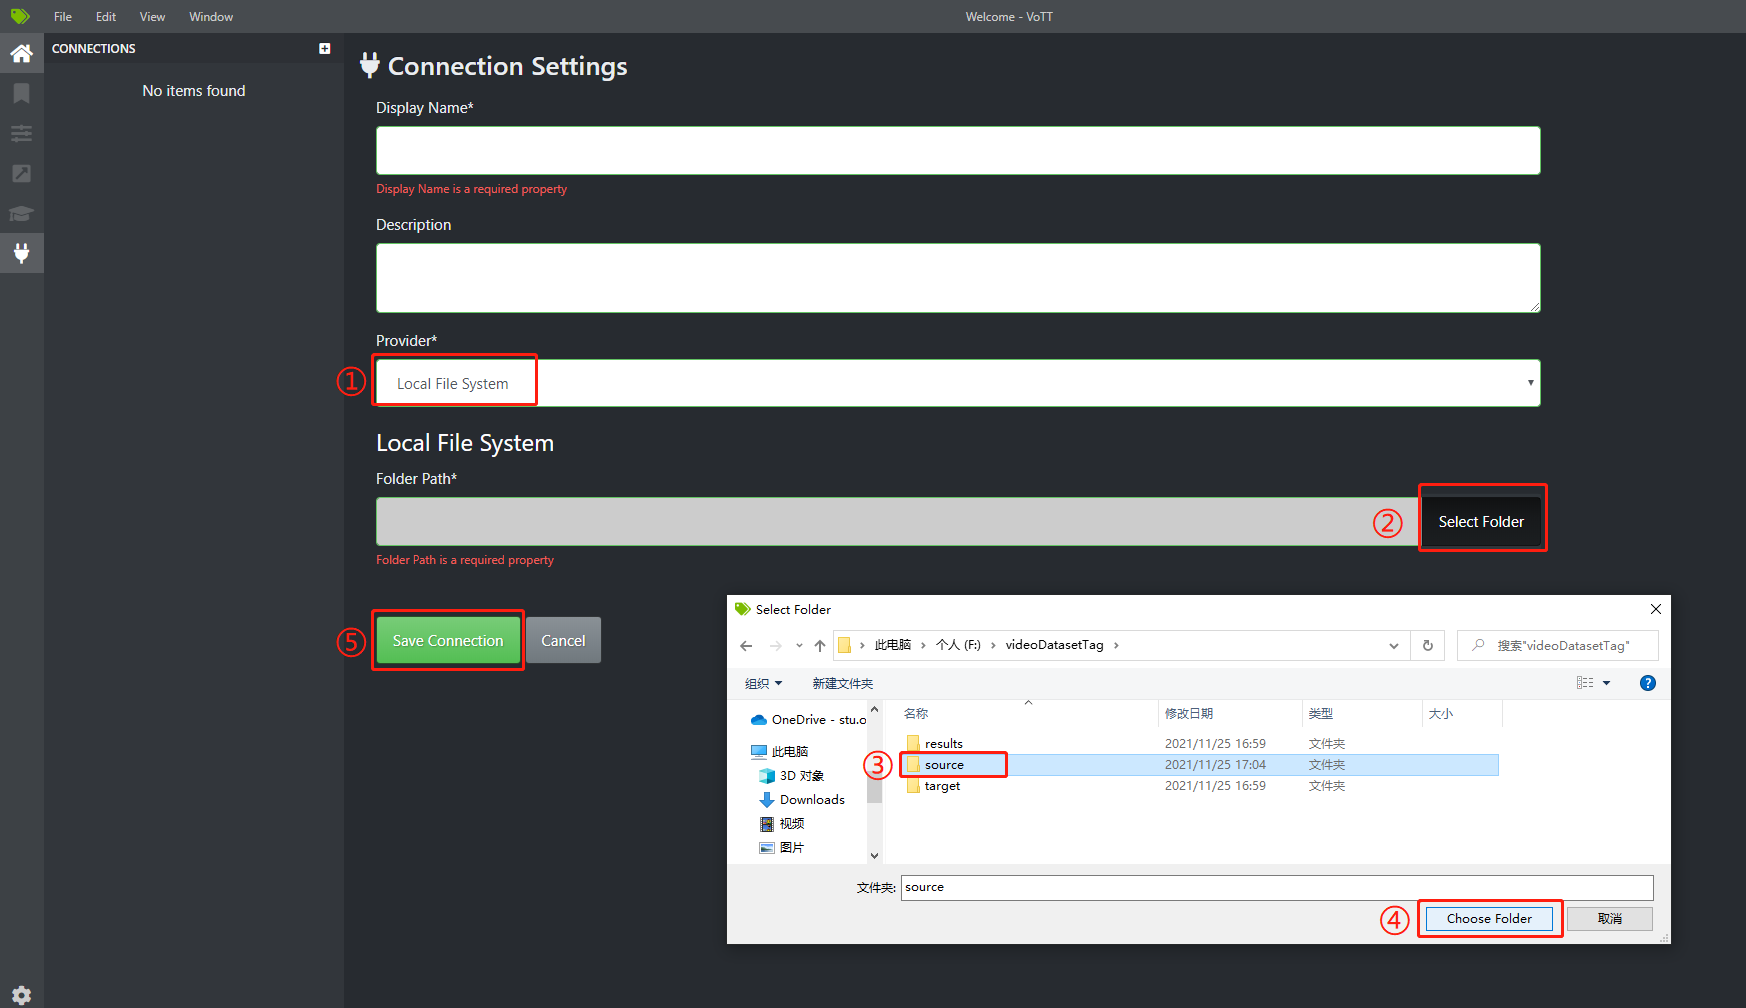 File Edit View Window
Welcome - VoTT
CONNECTIONS
No items found
Connection Settings
Display Name*
Display Name is a required property
Description
Provider*
① Local File System
Local File System
Folder Path*
② Select Folder
Folder Path is a required property
⑤ Save Connection Cancel
Select Folder
此电脑 › 个人 (F:) › videoDatasetTag ›
搜索"videoDatasetTag"
组织 新建文件夹
OneDrive - stu.o
此电脑
3D 对象
Downloads
视频
图片
名称 修改日期 类型 大小
results 2021/11/25 16:59 文件夹
③ source 2021/11/25 17:04 文件夹
target 2021/11/25 16:59 文件夹
文件夹: source
④ Choose Folder 取消